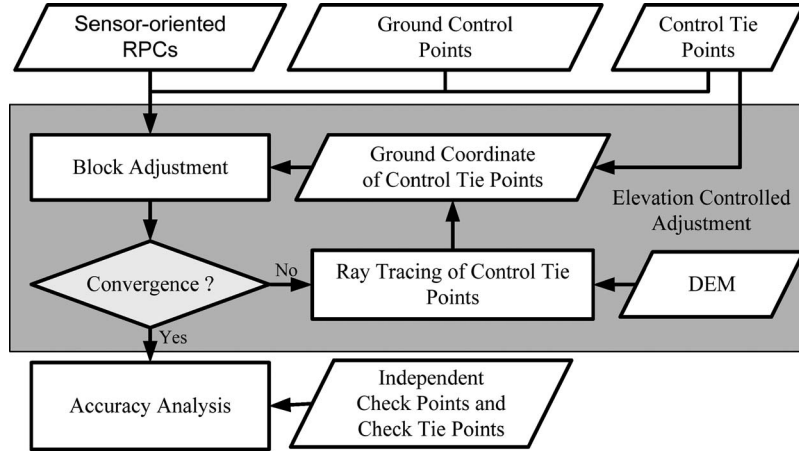 Sensor-oriented
RPCs
Ground Control
Points
Control Tie
Points
Block Adjustment
Ground Coordinate
of Control Tie Points
Elevation Controlled
Adjustment
Convergence ?
No
Ray Tracing of Control Tie
Points
DEM
Yes
Accuracy Analysis
Independent
Check Points and
Check Tie Points